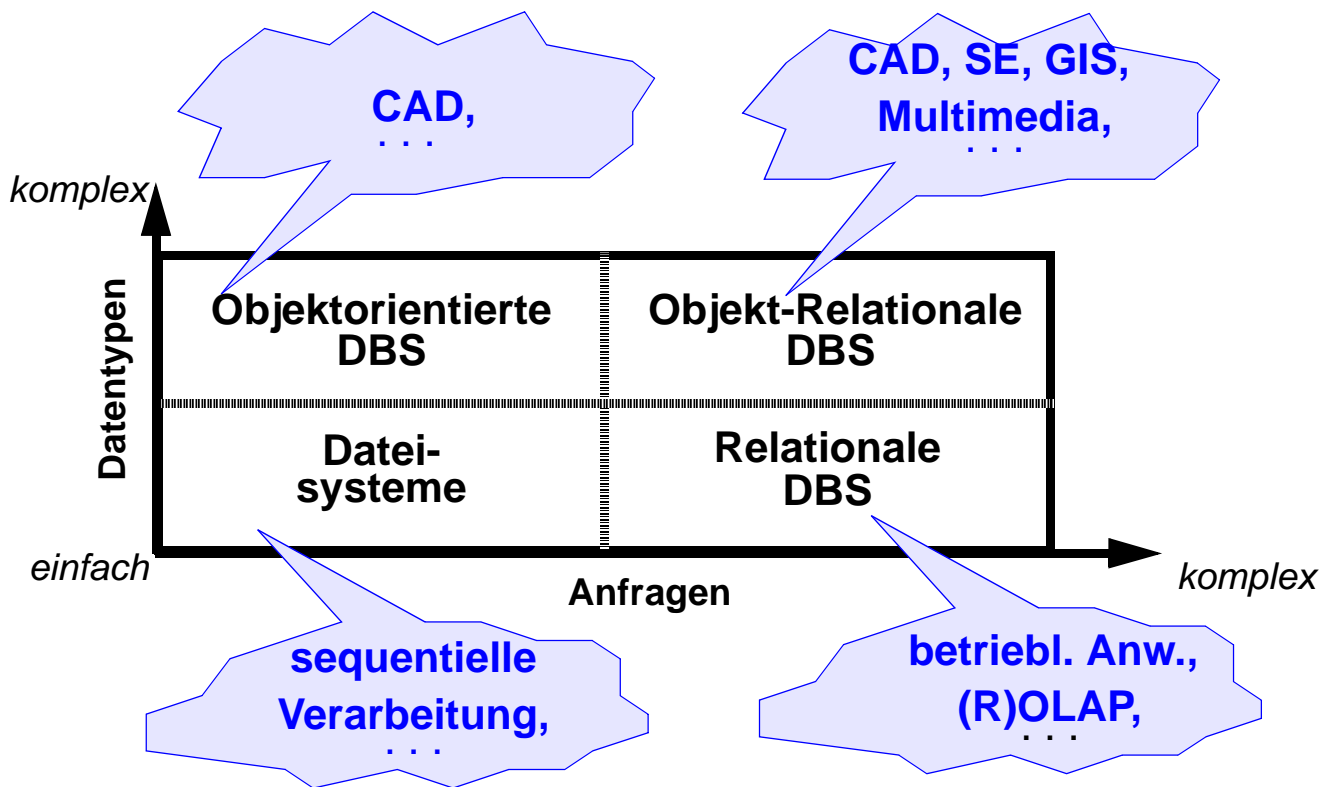 CAD,
. . .
CAD, SE, GIS,
Multimedia,
. . .
komplex
Datentypen
Objektorientierte
DBS
Objekt-Relationale
DBS
Datei-
systeme
Relationale
DBS
einfach
Anfragen
komplex
sequentielle
Verarbeitung,
. . .
betriebl. Anw.,
(R)OLAP,
. . .